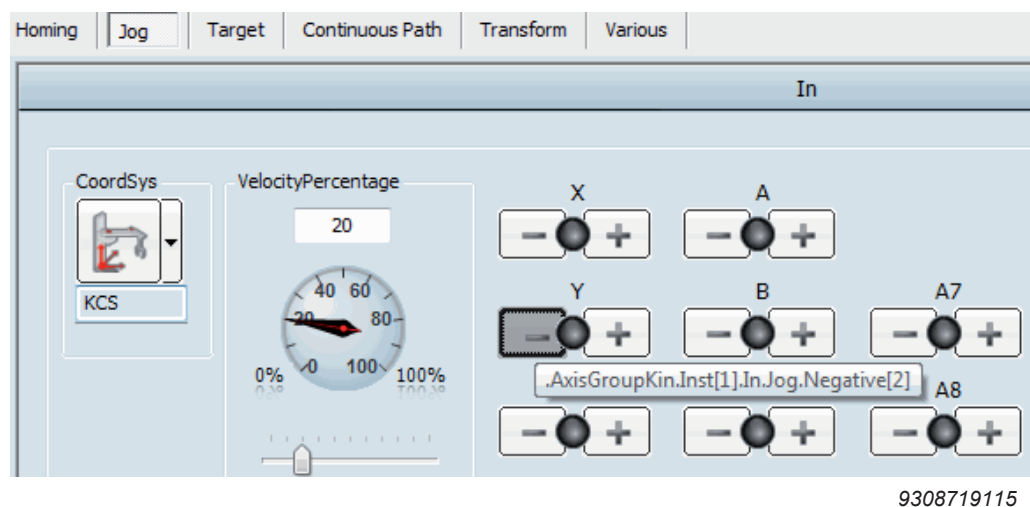 Homing Jog Target Continuous Path Transform Various
In
CoordSys VelocityPercentage
X A
20
KCS
40 60
20 80
0 100
0% 100%
Y B A7
.AxisGroupKin.Inst[1].In.Jog.Negative[2]
A8
9308719115